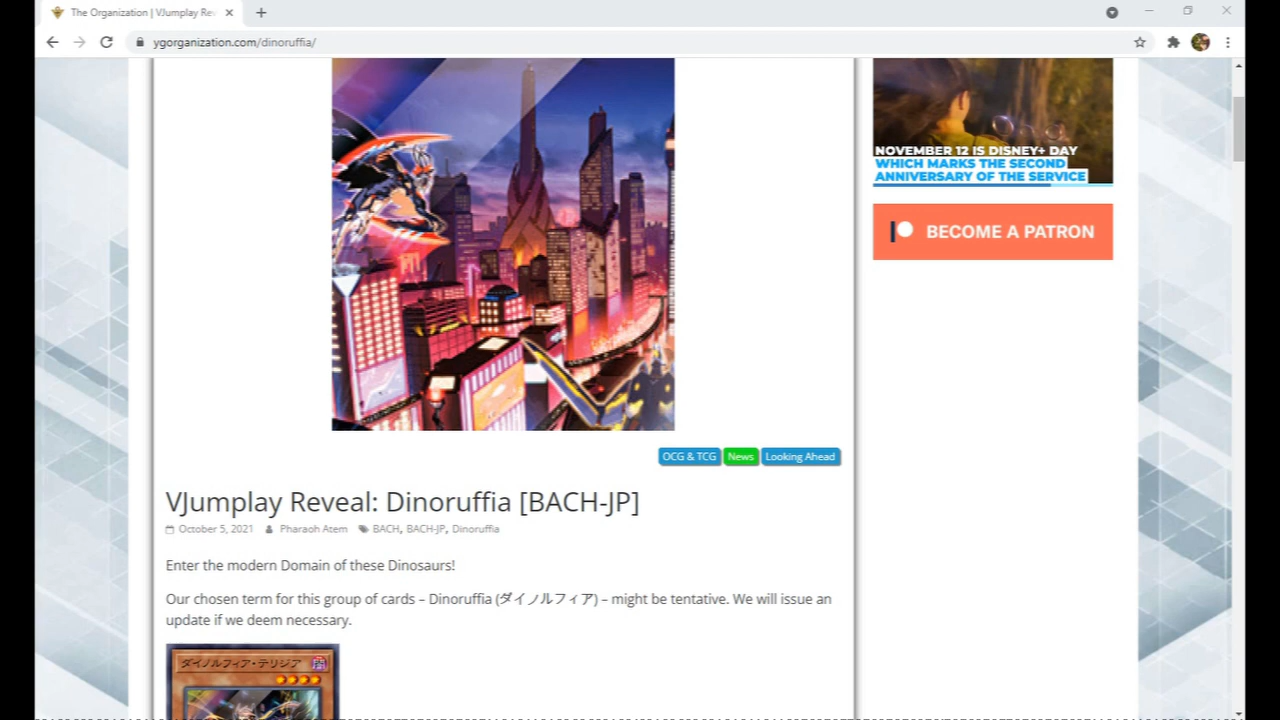 The Organization | VJumplay Rev
ygorganization.com/dinoruffia/
NOVEMBER 12 IS DISNEY+ DAY
WHICH MARKS THE SECOND
ANNIVERSARY OF THE SERVICE
BECOME A PATRON
OCG & TCG
News
Looking Ahead
VJumplay Reveal: Dinoruffia [BACH-JP]
October 5, 2021 Pharaoh Atem BACH, BACH-JP, Dinoruffia
Enter the modern Domain of these Dinosaurs!
Our chosen term for this group of cards – Dinoruffia (ダイノルフィア) – might be tentative. We will issue an
update if we deem necessary.
ダイノルフィア・テリジア
闇